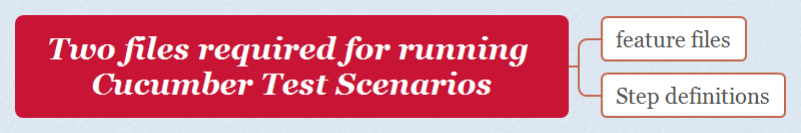 Two files required for running
Cucumber Test Scenarios
feature files
Step definitions